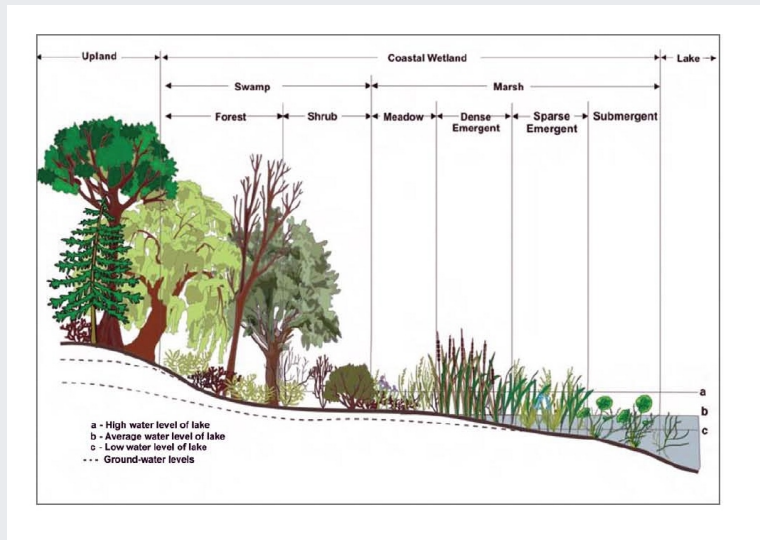 Upland
Coastal Wetland
Lake
Swamp
Marsh
Forest
Shrub
Meadow
Dense
Emergent
Sparse
Emergent
Submergent
a
b
c
a - High water level of lake
b - Average water level of lake
c - Low water level of lake
--- Ground-water levels